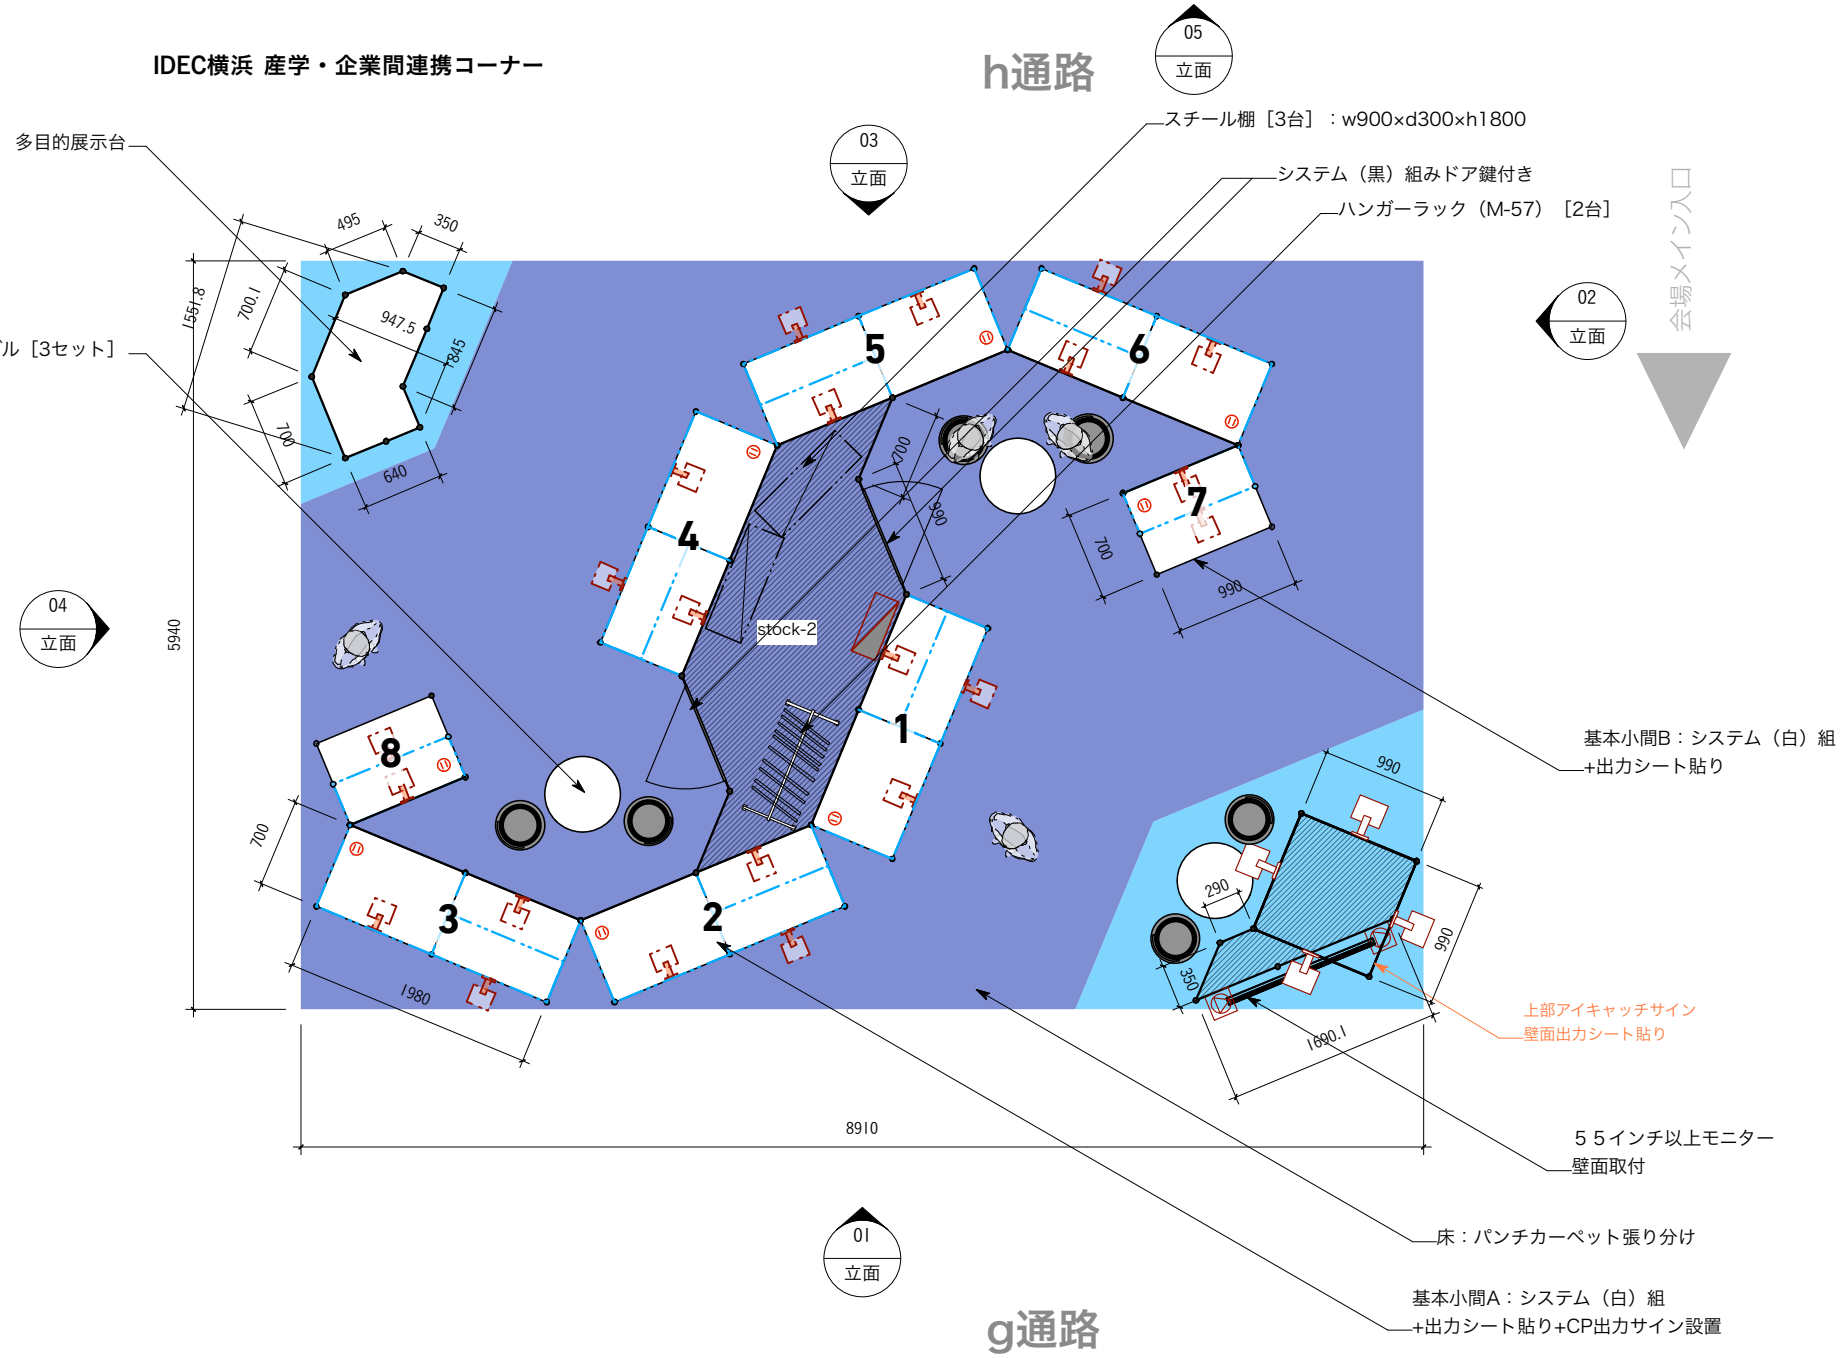 IDEC横浜 産学・企業間連携コーナー
h通路
05
立面
スチール棚［3台］：w900×d300×h1800
多目的展示台
03
立面
システム（黒）組みドア鍵付き
ハンガーラック（M-57）［2台］
会場メイン入口
495
350
1551.8
700.1
947.5
845
02
立面
ル［3セット］
5
6
700
640
700
990
4
7
700
990
04
立面
5940
stock-2
1
8
基本小間B：システム（白）組
+出力シート貼り
990
700
3
2
290
990
350
1980
上部アイキャッチサイン
壁面出力シート貼り
1690.1
8910
５５インチ以上モニター
壁面取付
01
立面
床：パンチカーペット張り分け
基本小間A：システム（白）組
+出力シート貼り+CP出力サイン設置
g通路